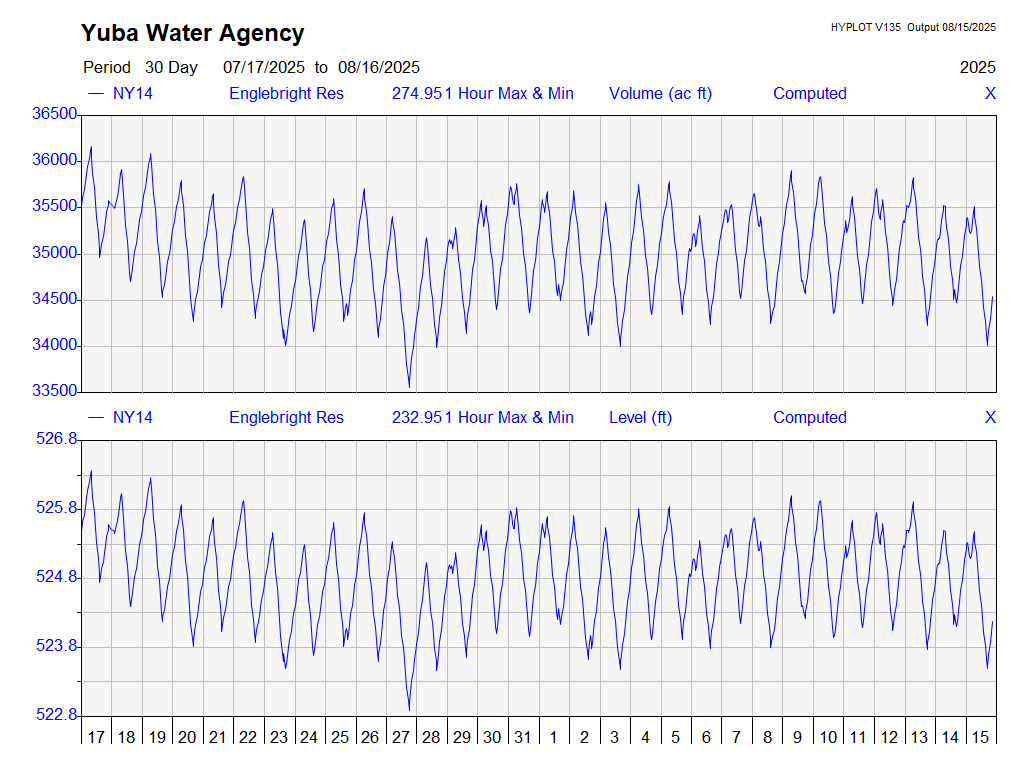 Yuba Water Agency
HYPLOT V135 Output 08/15/2025
Period 30 Day 07/17/2025 to 08/16/2025 2025
NY14 Englebright Res 274.951 Hour Max & Min Volume (ac ft) Computed X
36500
36000
35500
35000
34500
34000
33500
NY14 Englebright Res 232.951 Hour Max & Min Level (ft) Computed X
526.8
525.8
524.8
523.8
522.8
17 18 19 20 21 22 23 24 25 26 27 28 29 30 31 1 2 3 4 5 6 7 8 9 10 11 12 13 14 15